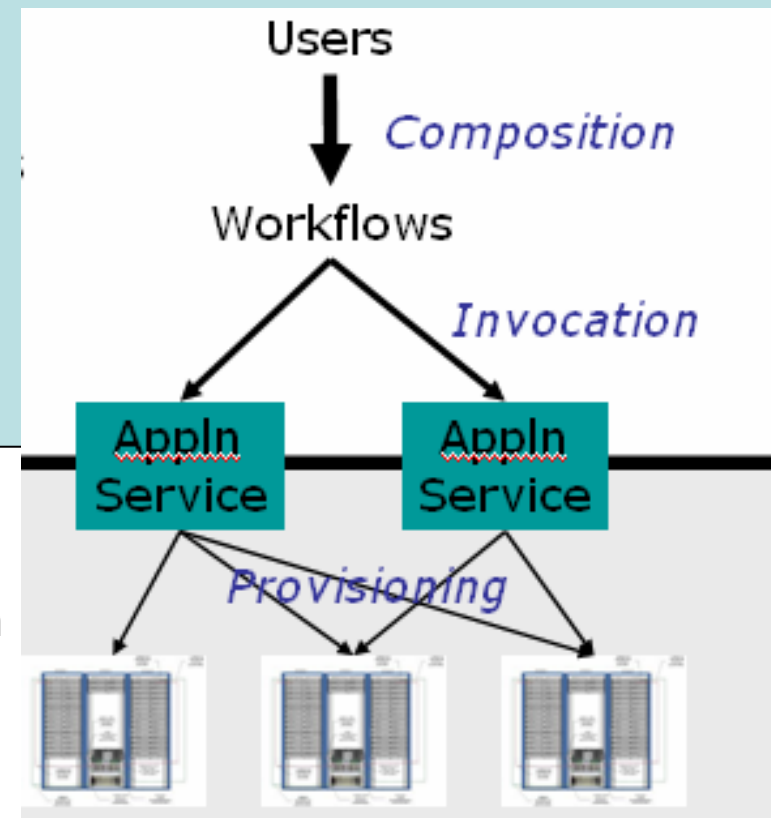 Users
Composition
Workflows
Invocation
Appln
Service
Appln
Service
Provisioning